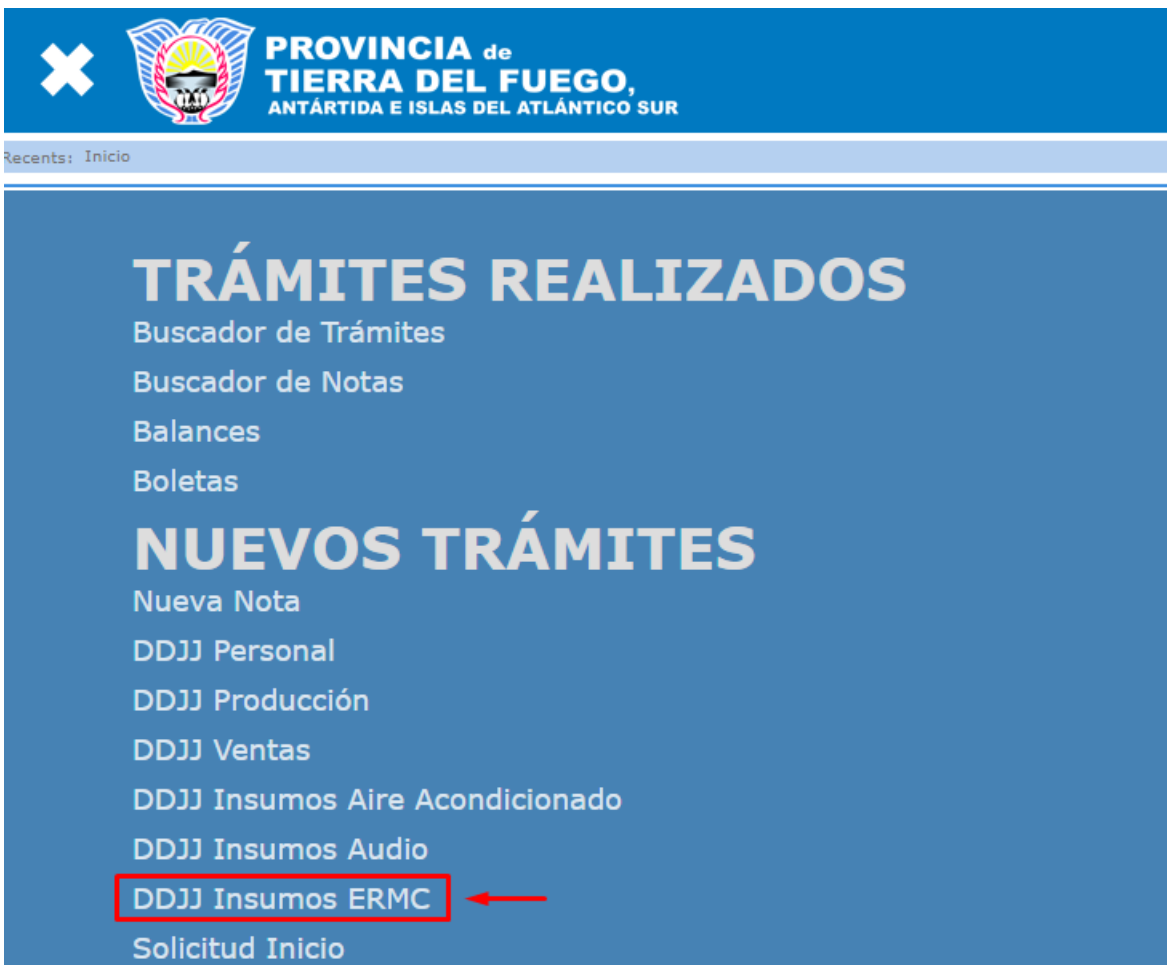 PROVINCIA de
TIERRA DEL FUEGO,
ANTÁRTIDA E ISLAS DEL ATLÁNTICO SUR
Recents: Inicio
TRÁMITES REALIZADOS
Buscador de Trámites
Buscador de Notas
Balances
Boletas
NUEVOS TRÁMITES
Nueva Nota
DDJJ Personal
DDJJ Producción
DDJJ Ventas
DDJJ Insumos Aire Acondicionado
DDJJ Insumos Audio
DDJJ Insumos ERMC
Solicitud Inicio